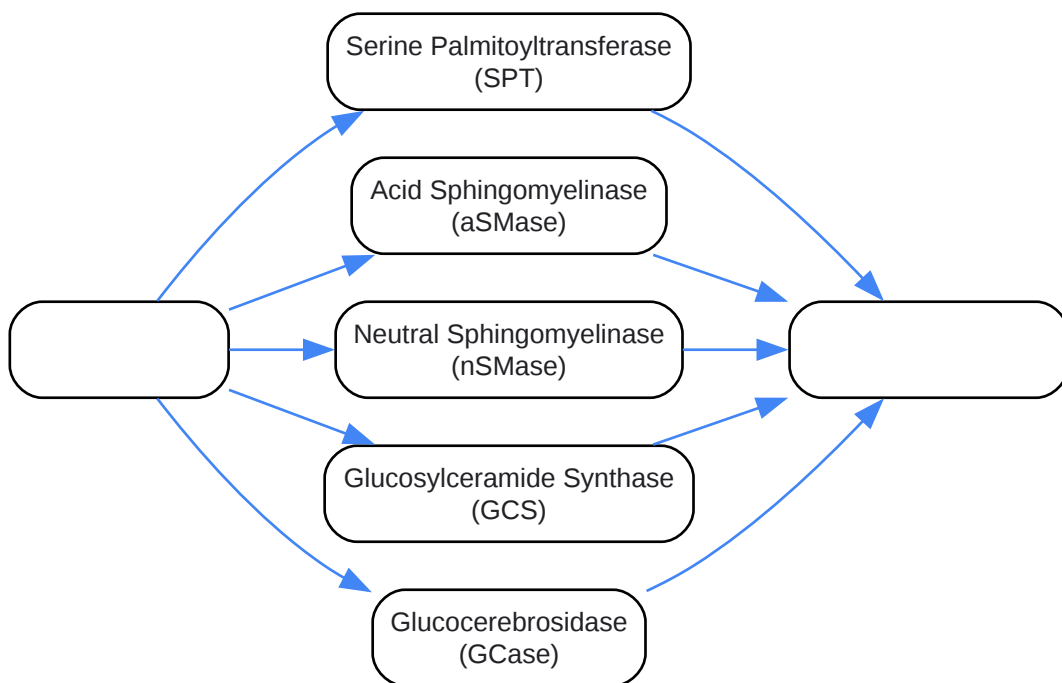 Serine Palmitoyltransferase
(SPT)
Acid Sphingomyelinase
(aSMase)
Neutral Sphingomyelinase
(nSMase)
Glucosylceramide Synthase
(GCS)
Glucocerebrosidase
(GCase)